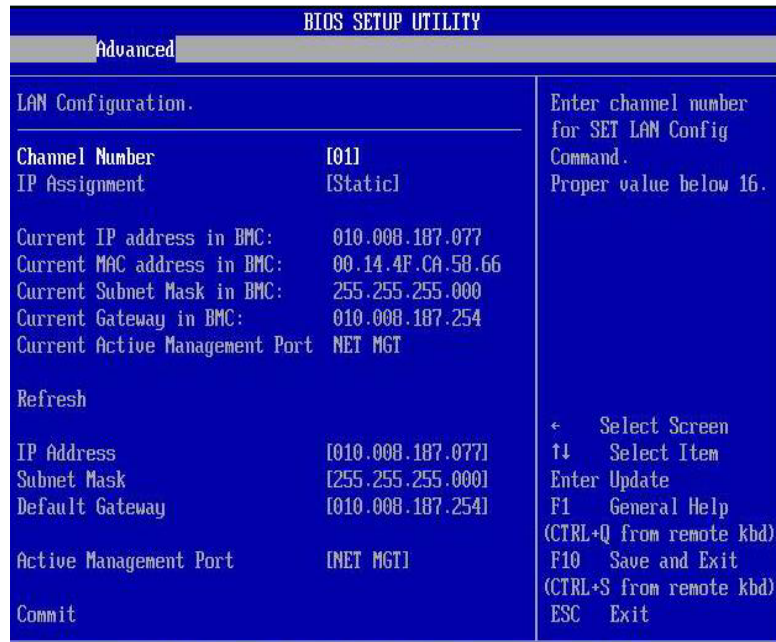 BIOS SETUP UTILITY
Advanced
LAN Configuration.
Channel Number [01]
IP Assignment [Static]
Current IP address in BMC: 010.008.187.077
Current MAC address in BMC: 00.14.4F.CA.58.66
Current Subnet Mask in BMC: 255.255.255.000
Current Gateway in BMC: 010.008.187.254
Current Active Management Port NET MGT
Refresh
IP Address [010.008.187.077]
Subnet Mask [255.255.255.000]
Default Gateway [010.008.187.254]
Active Management Port [NET MGT]
Commit
Enter channel number
for SET LAN Config
Command.
Proper value below 16.
← Select Screen
↑↓ Select Item
Enter Update
F1 General Help
(CTRL+Q from remote kbd)
F10 Save and Exit
(CTRL+S from remote kbd)
ESC Exit